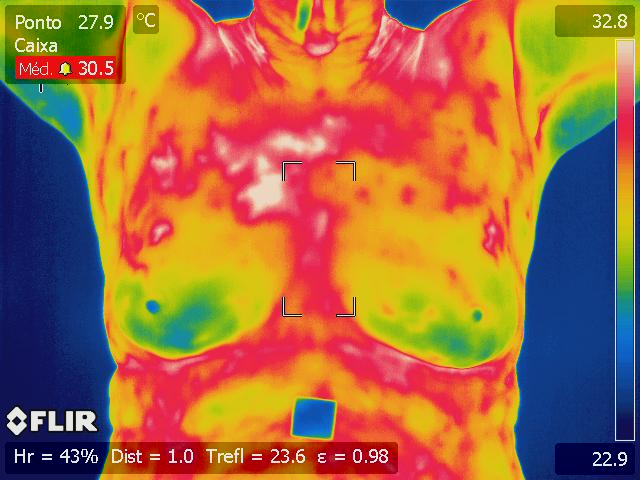 Ponto 27.9 °C
Caixa
Méd. 30.5
32.8
FLIR
Hr = 43% Dist = 1.0 Trefl = 23.6 ε = 0.98
22.9